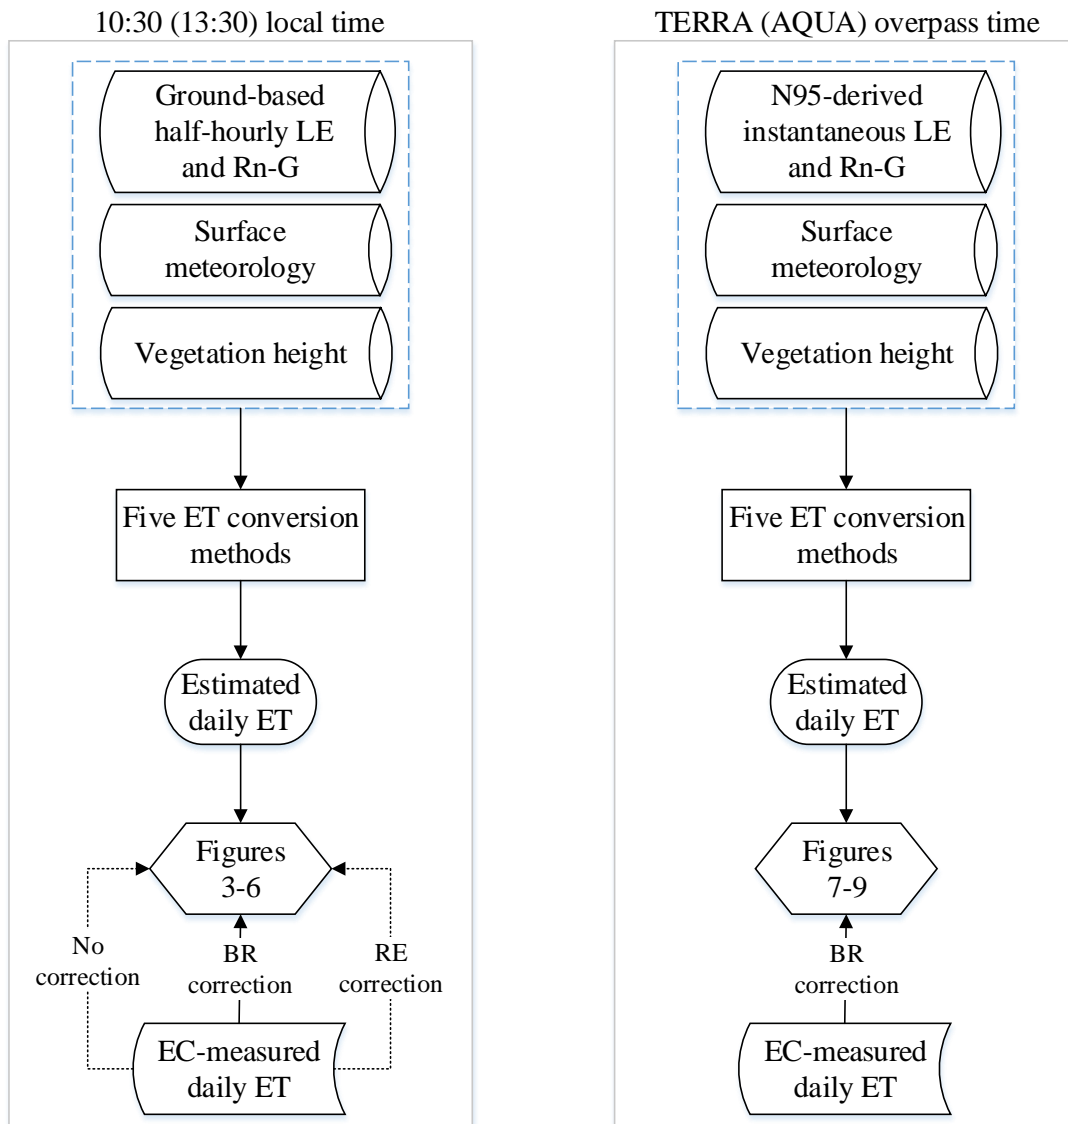 10:30 (13:30) local time
Ground-based
half-hourly LE
and Rn-G
Surface
meteorology
Vegetation height
Five ET conversion
methods
Estimated
daily ET
Figures
3-6
No
correction
BR
correction
RE
correction
EC-measured
daily ET
TERRA (AQUA) overpass time
N95-derived
instantaneous LE
and Rn-G
Surface
meteorology
Vegetation height
Five ET conversion
methods
Estimated
daily ET
Figures
7-9
BR
correction
EC-measured
daily ET